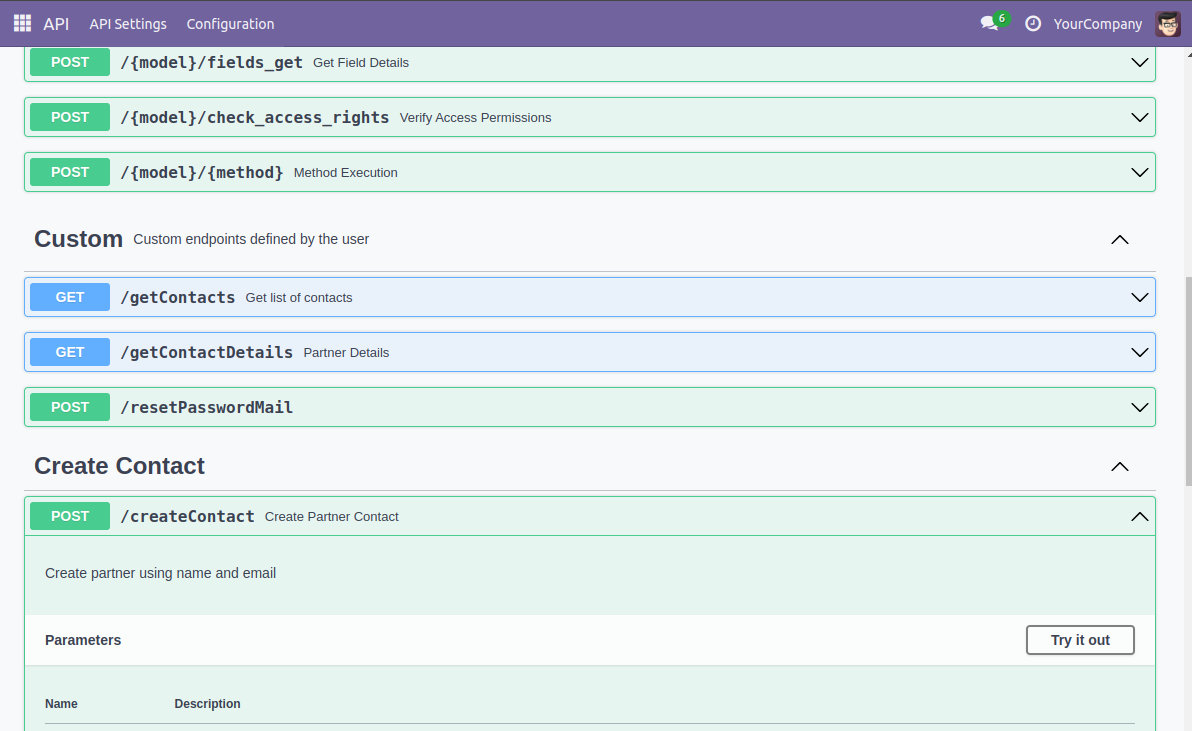 API API Settings Configuration 6 YourCompany
POST /{model}/fields_get Get Field Details
POST /{model}/check_access_rights Verify Access Permissions
POST /{model}/{method} Method Execution
Custom Custom endpoints defined by the user
GET /getContacts Get list of contacts
GET /getContactDetails Partner Details
POST /resetPasswordMail
Create Contact
POST /createContact Create Partner Contact
Create partner using name and email
Parameters Try it out
Name Description